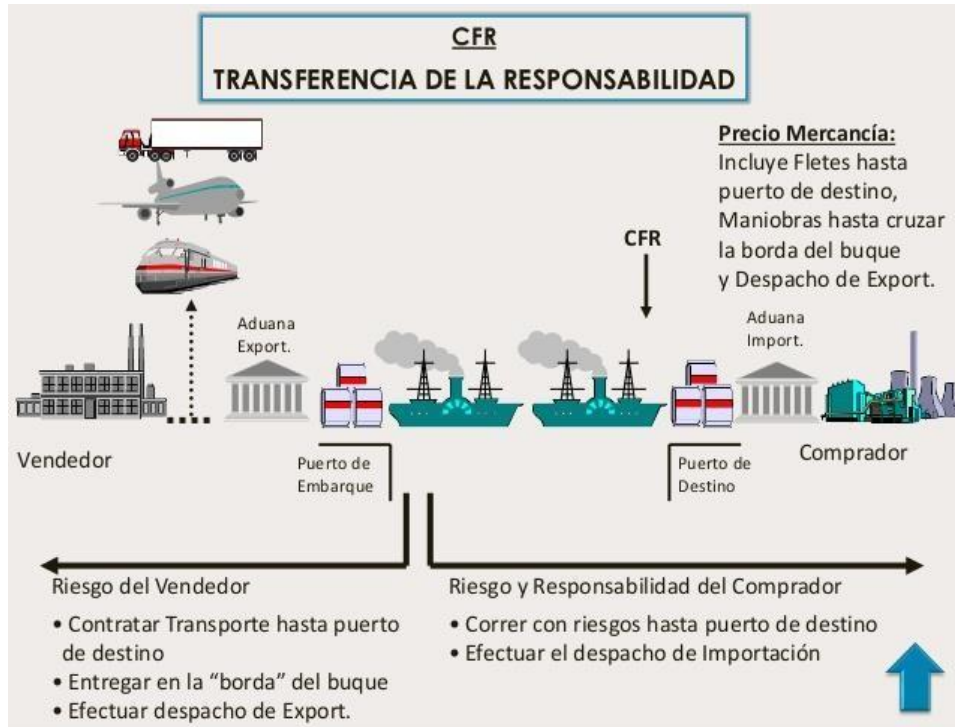 CFR
TRANSFERENCIA DE LA RESPONSABILIDAD
Precio Mercancía:
Incluye Fletes hasta
puerto de destino,
Maniobras hasta cruzar
la borda del buque
y Despacho de Export.
CFR
Aduana
Export.
Aduana
Import.
Vendedor
Puerto de
Embarque
Puerto de
Destino
Comprador
Riesgo del Vendedor
• Contratar Transporte hasta puerto
de destino
• Entregar en la “borda” del buque
• Efectuar despacho de Export.
Riesgo y Responsabilidad del Comprador
• Correr con riesgos hasta puerto de destino
• Efectuar el despacho de Importación